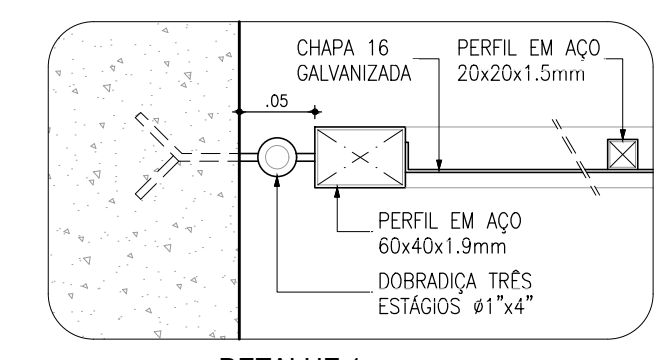 CHAPA 16
GALVANIZADA
PERFIL EM AÇO
20x20x1.5mm
.05
PERFIL EM AÇO
60x40x1.9mm
DOBRADIÇA TRÊS
ESTÁGIOS ø1"x4"